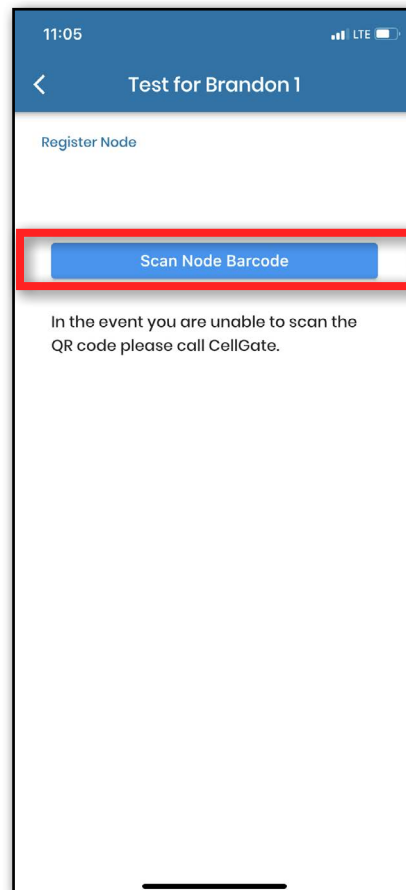 11:05
LTE
Test for Brandon 1
Register Node
Scan Node Barcode
In the event you are unable to scan the
QR code please call CellGate.